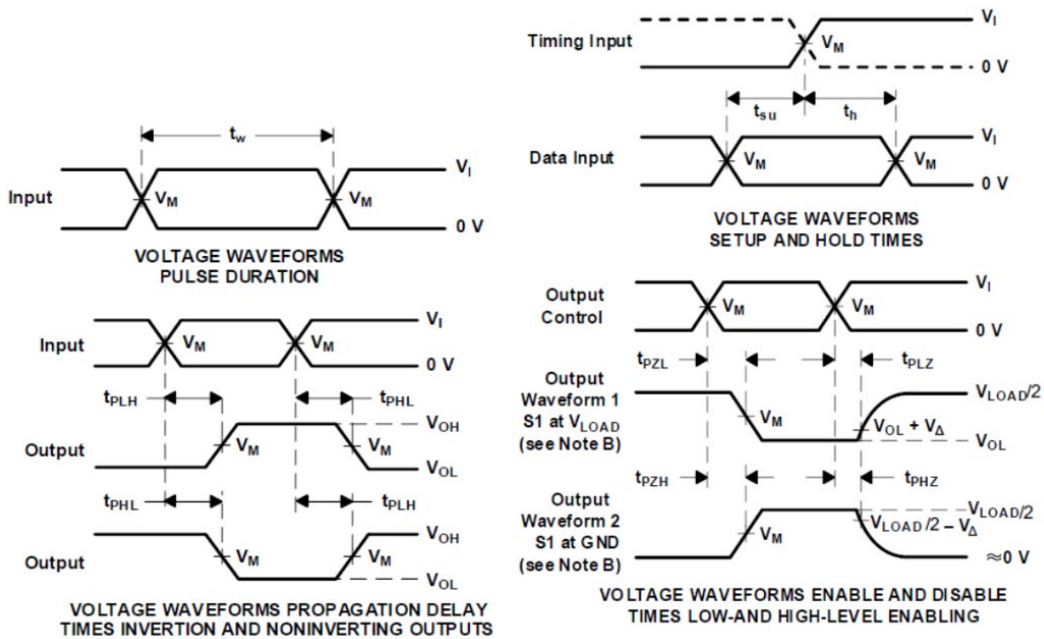 t_w
V_I
Input
V_M
V_M
0 V
VOLTAGE WAVEFORMS
PULSE DURATION
Timing Input
V_I
V_M
0 V
t_su
t_h
Data Input
V_I
V_M
V_M
0 V
VOLTAGE WAVEFORMS
SETUP AND HOLD TIMES
Input
V_I
V_M
V_M
0 V
t_PLH
t_PHL
Output
V_OH
V_M
V_M
V_OL
t_PHL
t_PLH
Output
V_OH
V_M
V_M
V_OL
VOLTAGE WAVEFORMS PROPAGATION DELAY
TIMES INVERTION AND NONINVERTING OUTPUTS
Output
Control
V_I
V_M
V_M
0 V
t_PZL
t_PLZ
Output
Waveform 1
S1 at V_LOAD
(see Note B)
V_LOAD/2
V_M
V_OL + V_Δ
V_OL
t_PZH
t_PHZ
Output
Waveform 2
S1 at GND
(see Note B)
V_LOAD/2
V_M
V_LOAD/2 – V_Δ
≈0 V
VOLTAGE WAVEFORMS ENABLE AND DISABLE
TIMES LOW-AND HIGH-LEVEL ENABLING